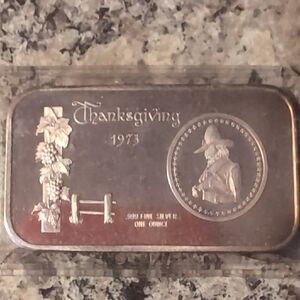 Thanksgiving
1973
.999 FINE SILVER
ONE OUNCE